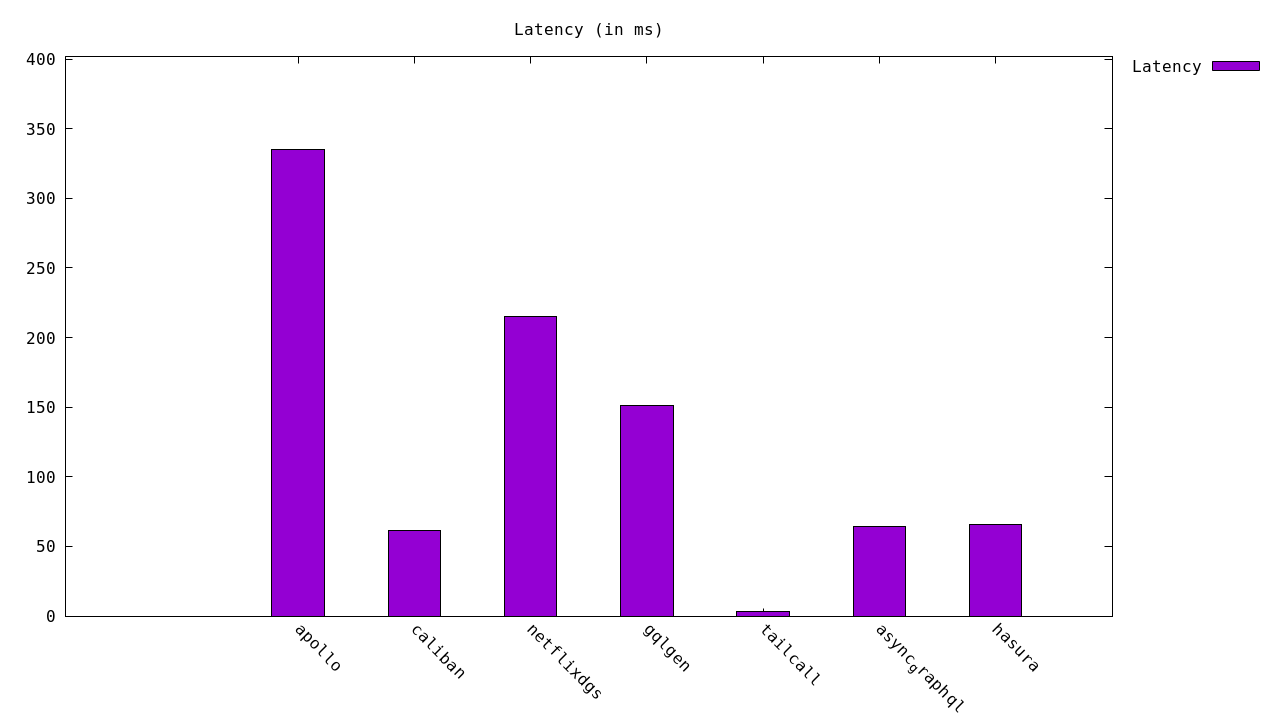 Latency (in ms)
Latency
400
350
300
250
200
150
100
50
0
apollo
caliban
netflixdgs
gqlgen
tailcall
asyncgraphql
hasura